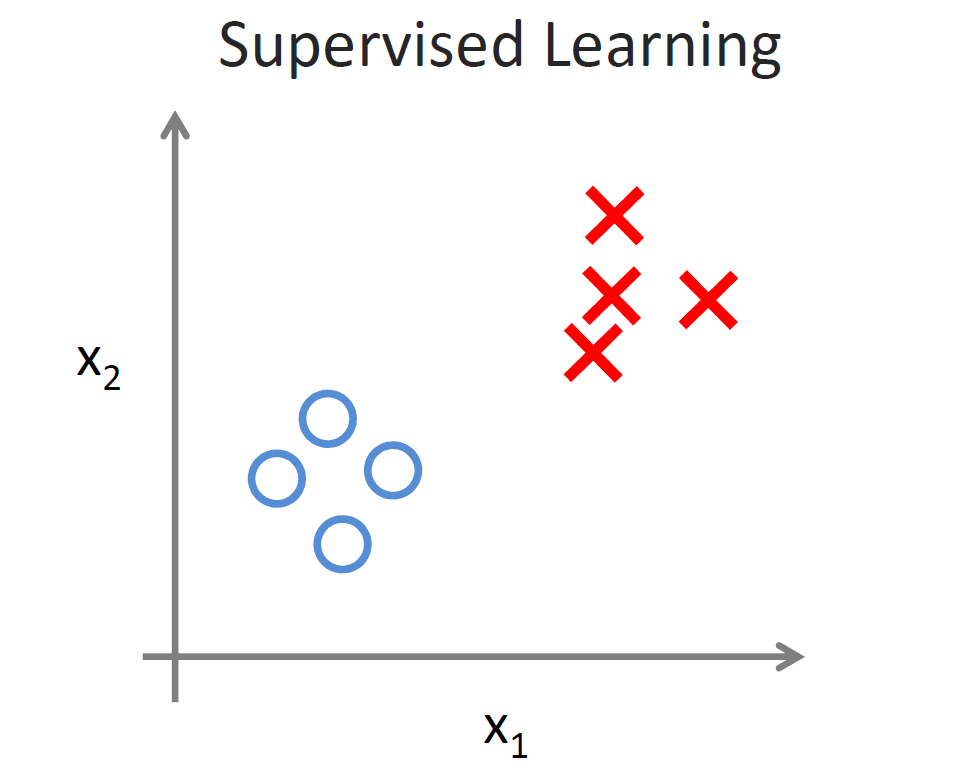 Supervised Learning
x₂
x₁